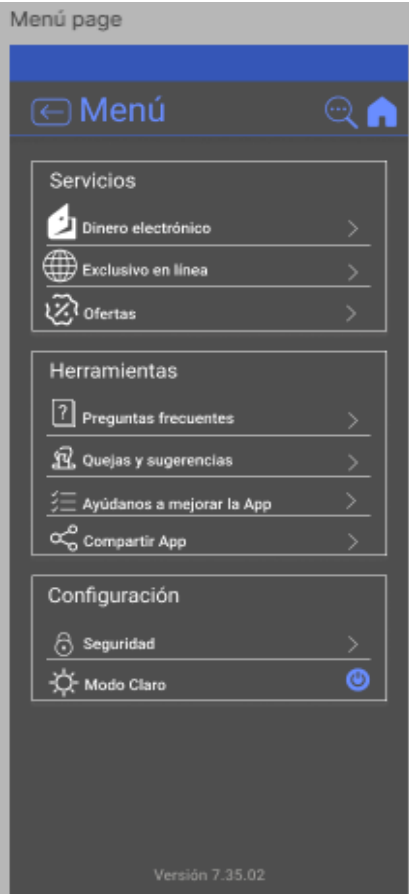 Menú page
Menú
Servicios
Dinero electrónico
Exclusivo en línea
Ofertas
Herramientas
?
Preguntas frecuentes
Quejas y sugerencias
Ayúdanos a mejorar la App
Compartir App
Configuración
Seguridad
Modo Claro
Versión 7.35.02